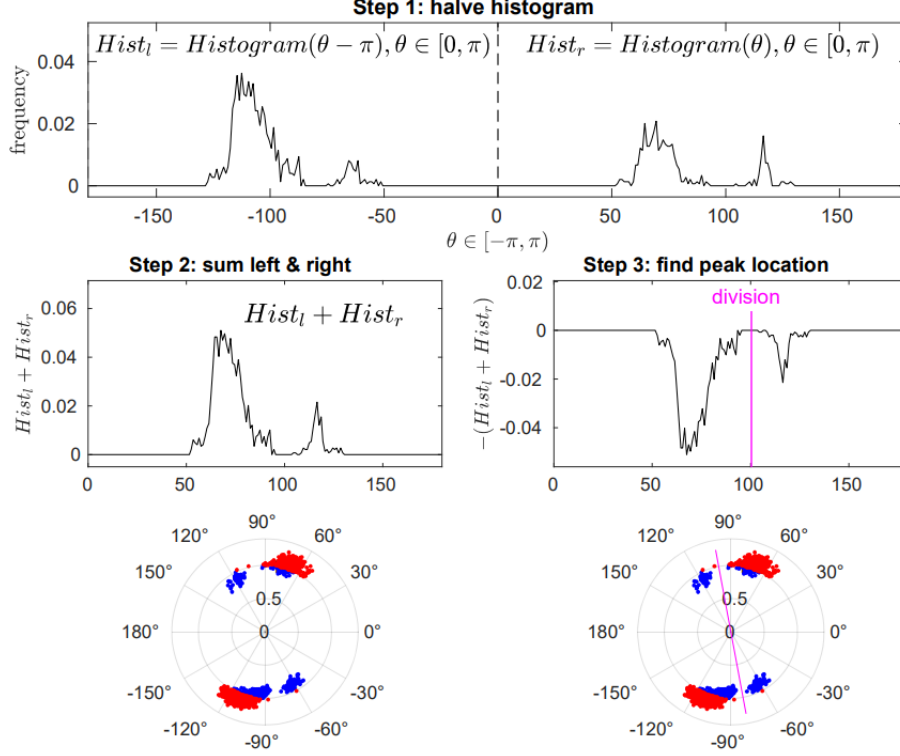 Step 1: halve histogram
Hist_l = Histogram(θ − π), θ ∈ [0, π)
Hist_r = Histogram(θ), θ ∈ [0, π)
frequency
0.04
0.02
0
-150 -100 -50 0 50 100 150
θ ∈ [−π, π)
Step 2: sum left & right
Hist_l + Hist_r
Hist_l + Hist_r
0.06
0.04
0.02
0
0 50 100 150
Step 3: find peak location
division
−(Hist_l + Hist_r)
0.02
0
-0.02
-0.04
0 50 100 150
90°
120° 60°
150° 30°
0.5
180° 0 0°
-150° -30°
-120° -60°
-90°
90°
120° 60°
150° 30°
0.5
180° 0 0°
-150° -30°
-120° -60°
-90°